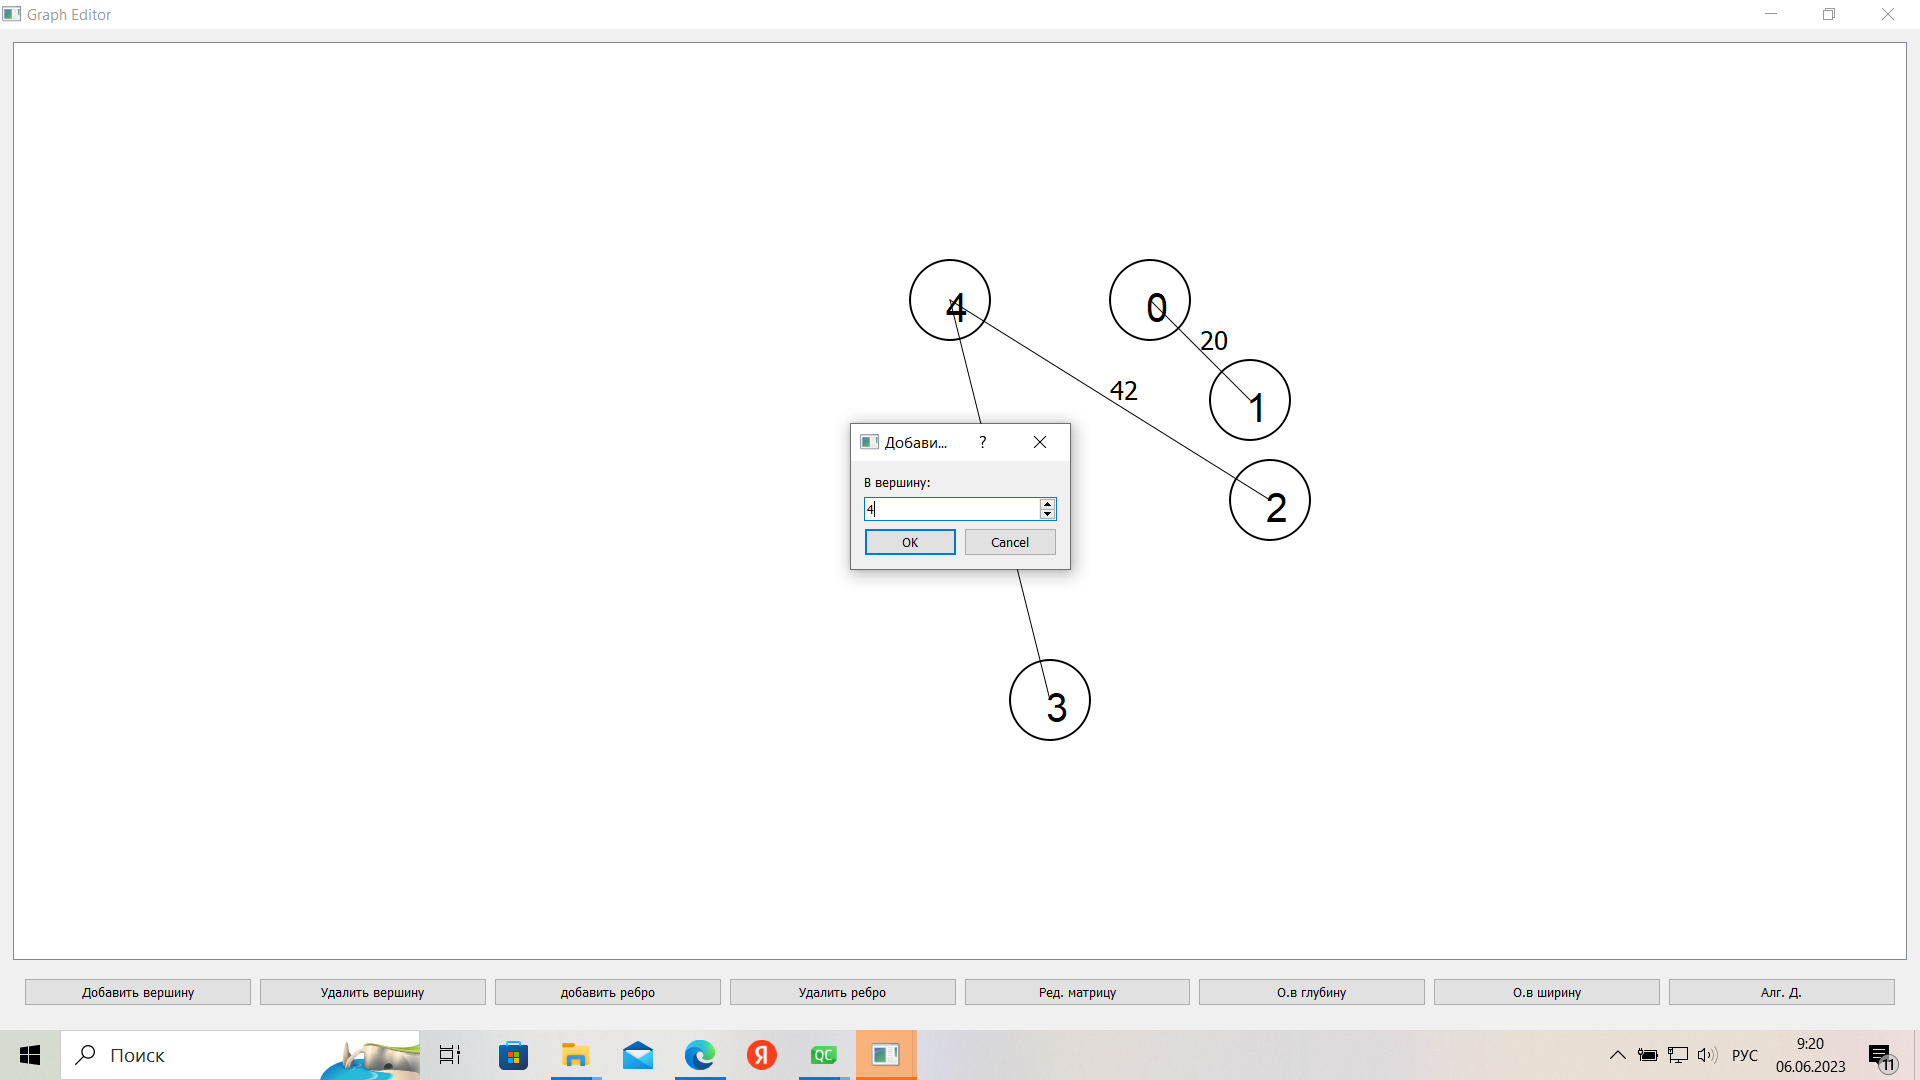 Graph Editor
4
0
20
42
1
Добави...
?
В вершину:
4
OK
Cancel
2
3
Добавить вершину
Удалить вершину
добавить ребро
Удалить ребро
Ред. матрицу
О.в глубину
О.в ширину
Алг. Д.
Поиск
Я
QC
РУС
9:20
06.06.2023
11